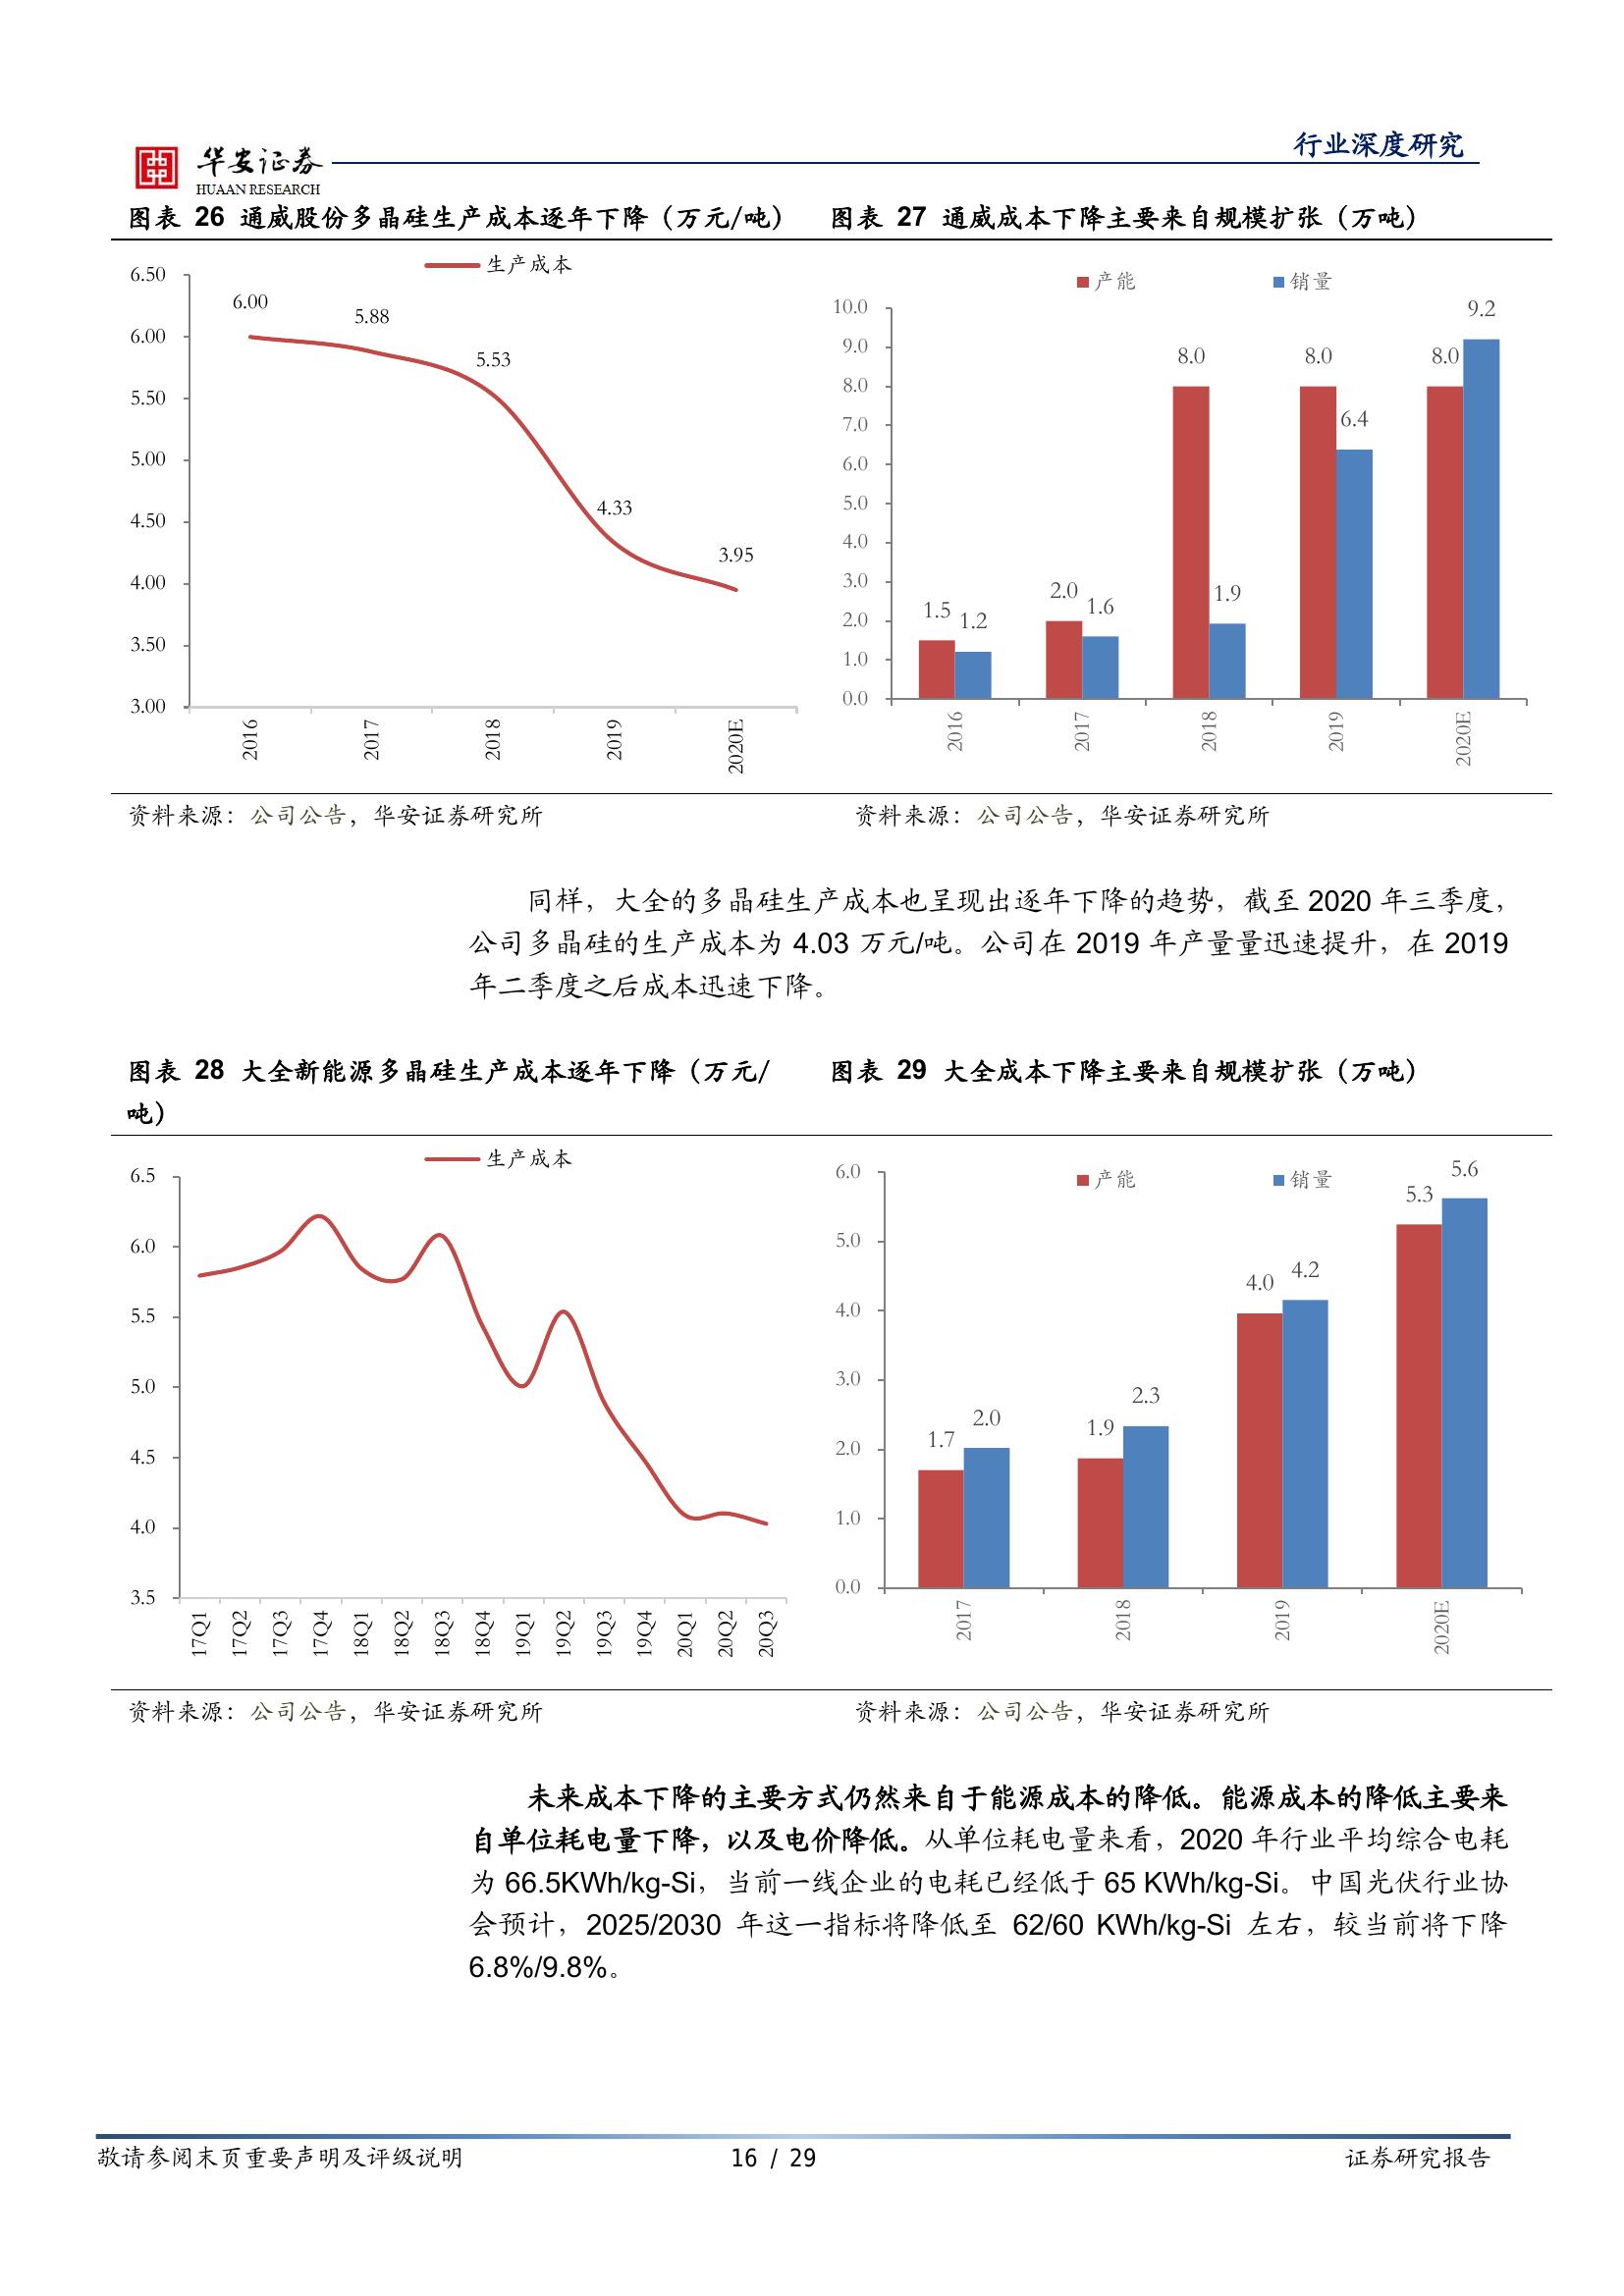 行业深度研究
华安证券
HUAAN RESEARCH
图表 26 通威股份多晶硅生产成本逐年下降（万元/吨）
图表 27 通威成本下降主要来自规模扩张（万吨）
生产成本
6.50
6.00
5.50
5.00
4.50
4.00
3.50
3.00
6.00
5.88
5.53
4.33
3.95
2016
2017
2018
2019
2020E
产能
销量
10.0
9.0
8.0
7.0
6.0
5.0
4.0
3.0
2.0
1.0
0.0
1.5
1.2
2.0
1.6
8.0
1.9
8.0
6.4
8.0
9.2
2016
2017
2018
2019
2020E
资料来源：公司公告，华安证券研究所
资料来源：公司公告，华安证券研究所
同样，大全的多晶硅生产成本也呈现出逐年下降的趋势，截至 2020 年三季度，
公司多晶硅的生产成本为 4.03 万元/吨。公司在 2019 年产量量迅速提升，在 2019
年二季度之后成本迅速下降。
图表 28 大全新能源多晶硅生产成本逐年下降（万元/
吨）
图表 29 大全成本下降主要来自规模扩张（万吨）
生产成本
6.5
6.0
5.5
5.0
4.5
4.0
3.5
17Q1
17Q2
17Q3
17Q4
18Q1
18Q2
18Q3
18Q4
19Q1
19Q2
19Q3
19Q4
20Q1
20Q2
20Q3
产能
销量
6.0
5.0
4.0
3.0
2.0
1.0
0.0
1.7
2.0
1.9
2.3
4.0
4.2
5.3
5.6
2017
2018
2019
2020E
资料来源：公司公告，华安证券研究所
资料来源：公司公告，华安证券研究所
未来成本下降的主要方式仍然来自于能源成本的降低。能源成本的降低主要来
自单位耗电量下降，以及电价降低。从单位耗电量来看，2020 年行业平均综合电耗
为 66.5KWh/kg-Si，当前一线企业的电耗已经低于 65 KWh/kg-Si。中国光伏行业协
会预计，2025/2030 年这一指标将降低至 62/60 KWh/kg-Si 左右，较当前将下降
6.8%/9.8%。
敬请参阅末页重要声明及评级说明
16 / 29
证券研究报告